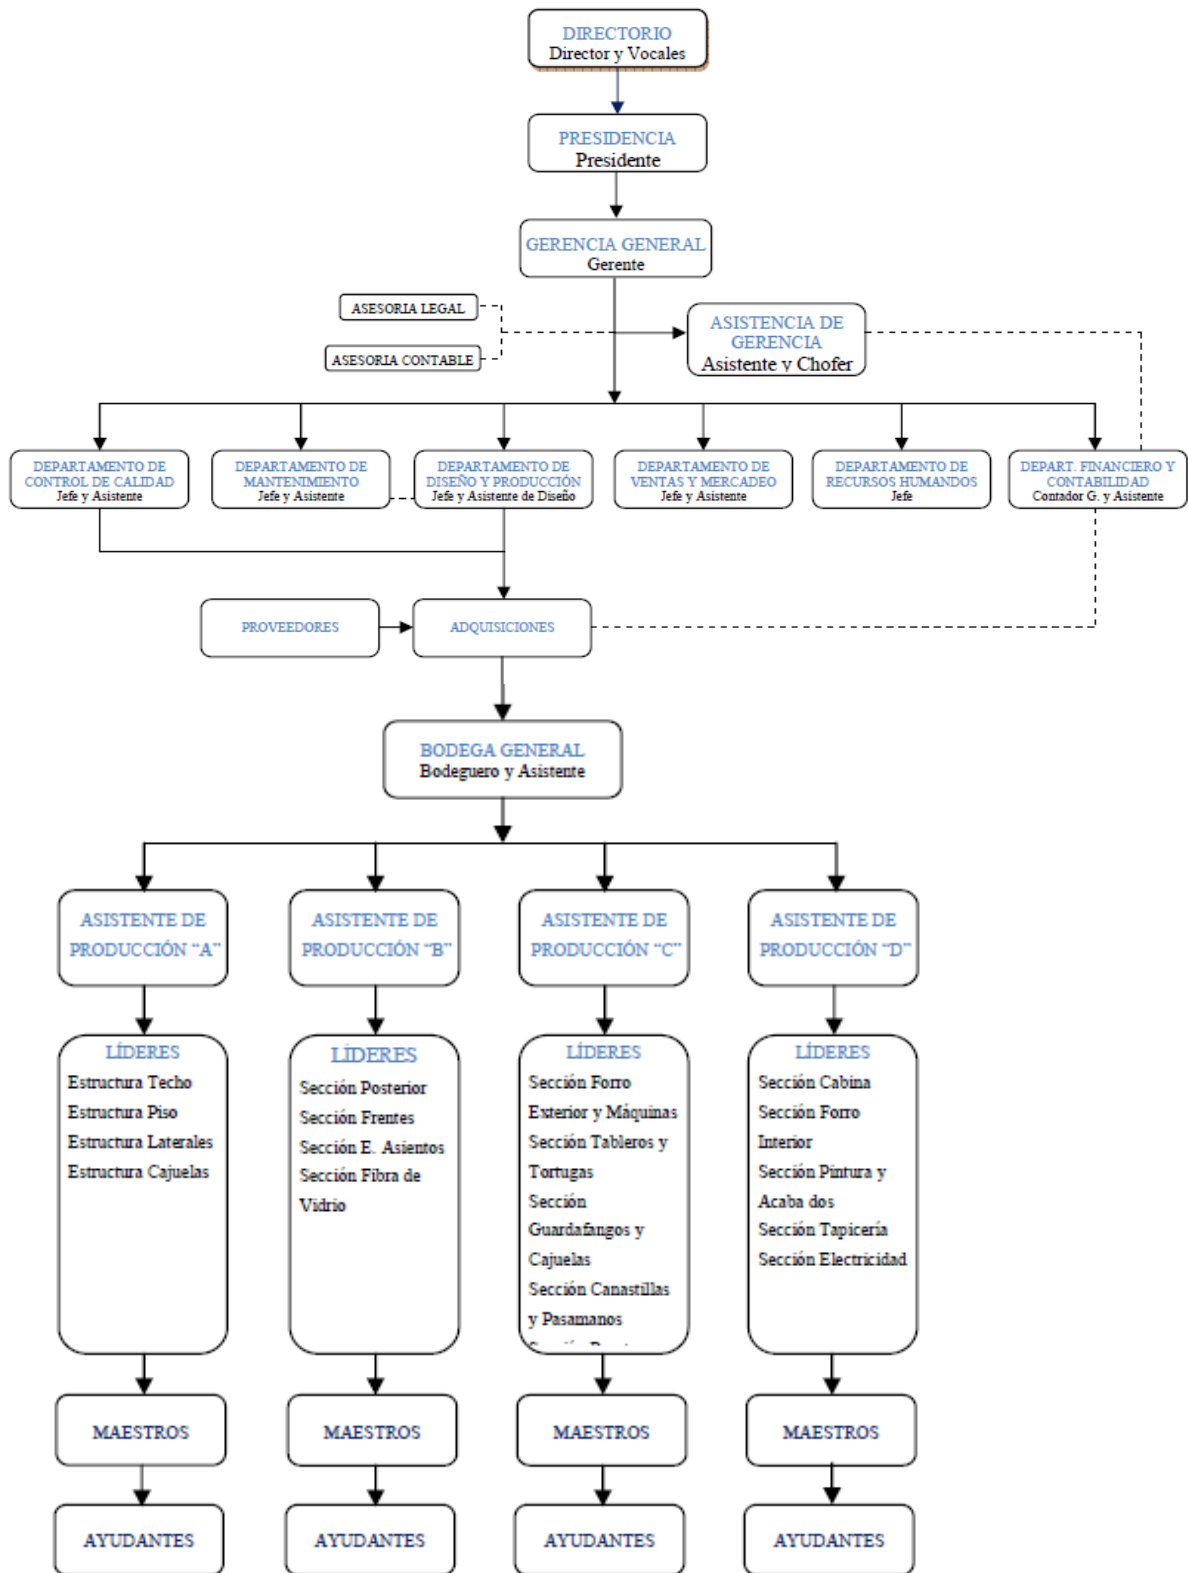 DIRECTORIO
Director y Vocales
PRESIDENCIA
Presidente
GERENCIA GENERAL
Gerente
ASESORIA LEGAL
ASESORIA CONTABLE
ASISTENCIA DE
GERENCIA
Asistente y Chofer
DEPARTAMENTO DE
CONTROL DE CALIDAD
Jefe y Asistente
DEPARTAMENTO DE
MANTENIMIENTO
Jefe y Asistente
DEPARTAMENTO DE
DISEÑO Y PRODUCCIÓN
Jefe y Asistente de Diseño
DEPARTAMENTO DE
VENTAS Y MERCADEO
Jefe y Asistente
DEPARTAMENTO DE
RECURSOS HUMANOS
Jefe
DEPART. FINANCIERO Y
CONTABILIDAD
Contador G. y Asistente
PROVEEDORES
ADQUISICIONES
BODEGA GENERAL
Bodeguero y Asistente
ASISTENTE DE
PRODUCCIÓN “A”
ASISTENTE DE
PRODUCCIÓN “B”
ASISTENTE DE
PRODUCCIÓN “C”
ASISTENTE DE
PRODUCCIÓN “D”
LÍDERES
Estructura Techo
Estructura Piso
Estructura Laterales
Estructura Cajuelas
LÍDERES
Sección Posterior
Sección Frentes
Sección E. Asientos
Sección Fibra de
Vidrio
LÍDERES
Sección Forro
Exterior y Máquinas
Sección Tableros y
Tortugas
Sección
Guardafangos y
Cajuelas
Sección Canastillas
y Pasamanos
LÍDERES
Sección Cabina
Sección Forro
Interior
Sección Pintura y
Acaba dos
Sección Tapicería
Sección Electricidad
MAESTROS
MAESTROS
MAESTROS
MAESTROS
AYUDANTES
AYUDANTES
AYUDANTES
AYUDANTES